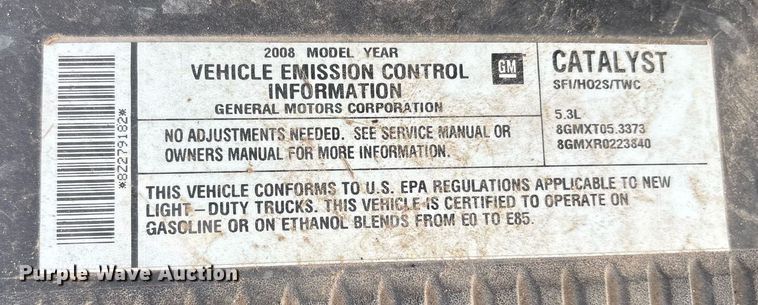 2008 MODEL YEAR
VEHICLE EMISSION CONTROL
INFORMATION
GENERAL MOTORS CORPORATION
GM
NO ADJUSTMENTS NEEDED. SEE SERVICE MANUAL OR
OWNERS MANUAL FOR MORE INFORMATION.
CATALYST
SFI/HO2S/TWC
5.3L
8GMXT05.3373
8GMXR0223840
THIS VEHICLE CONFORMS TO U.S. EPA REGULATIONS APPLICABLE TO NEW
LIGHT-DUTY TRUCKS. THIS VEHICLE IS CERTIFIED TO OPERATE ON
GASOLINE OR ON ETHANOL BLENDS FROM E0 TO E85.
*8Z279182*
Purple Wave Auction